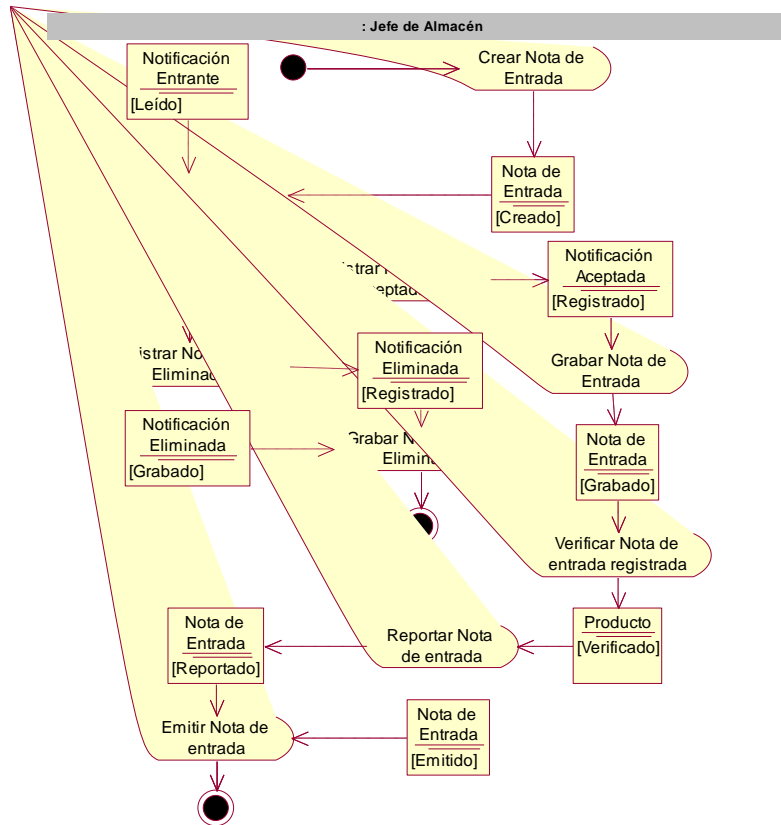 : Jefe de Almacén
Notificación
Entrante
[Leído]
Crear Nota de
Entrada
Nota de
Entrada
[Creado]
Notificación
Aceptada
[Registrado]
Notificación
Eliminada
[Registrado]
Grabar Nota de
Entrada
Notificación
Eliminada
[Grabado]
Nota de
Entrada
[Grabado]
Verificar Nota de
entrada registrada
Nota de
Entrada
[Reportado]
Reportar Nota
de entrada
Producto
[Verificado]
Emitir Nota de
entrada
Nota de
Entrada
[Emitido]